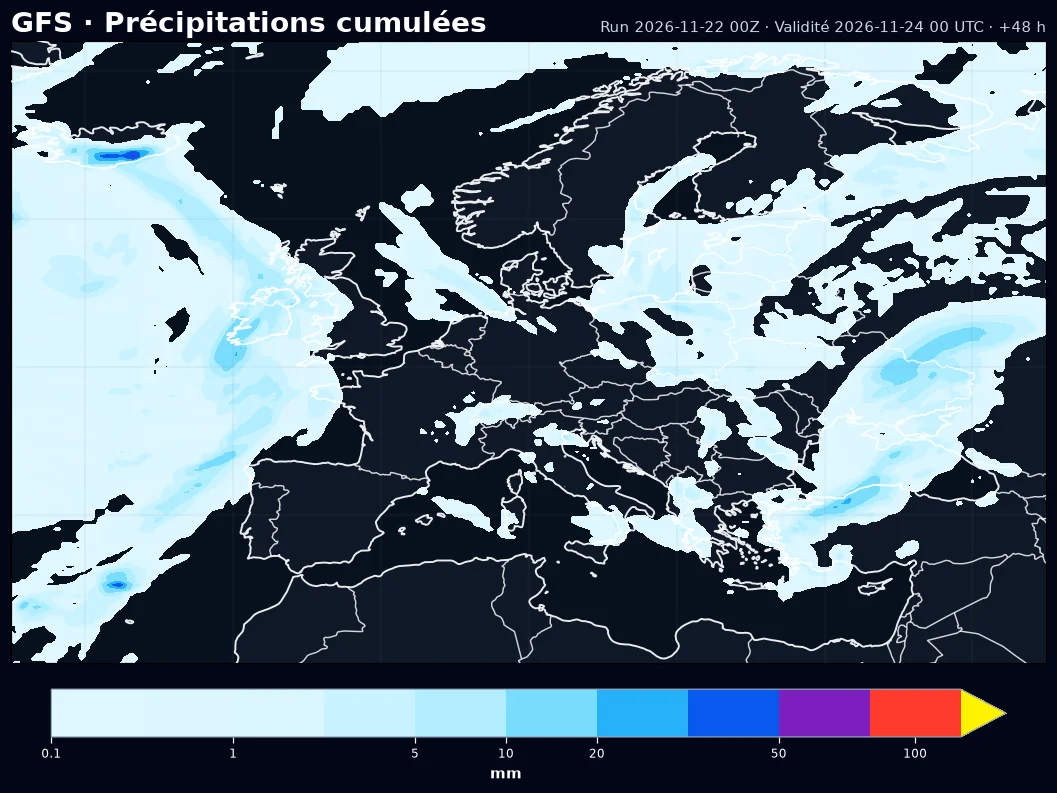 GFS · Précipitations cumulées
Run 2026-11-22 00Z · Validité 2026-11-24 00 UTC · +48 h
0.1 1 5 10 20 50 100
mm